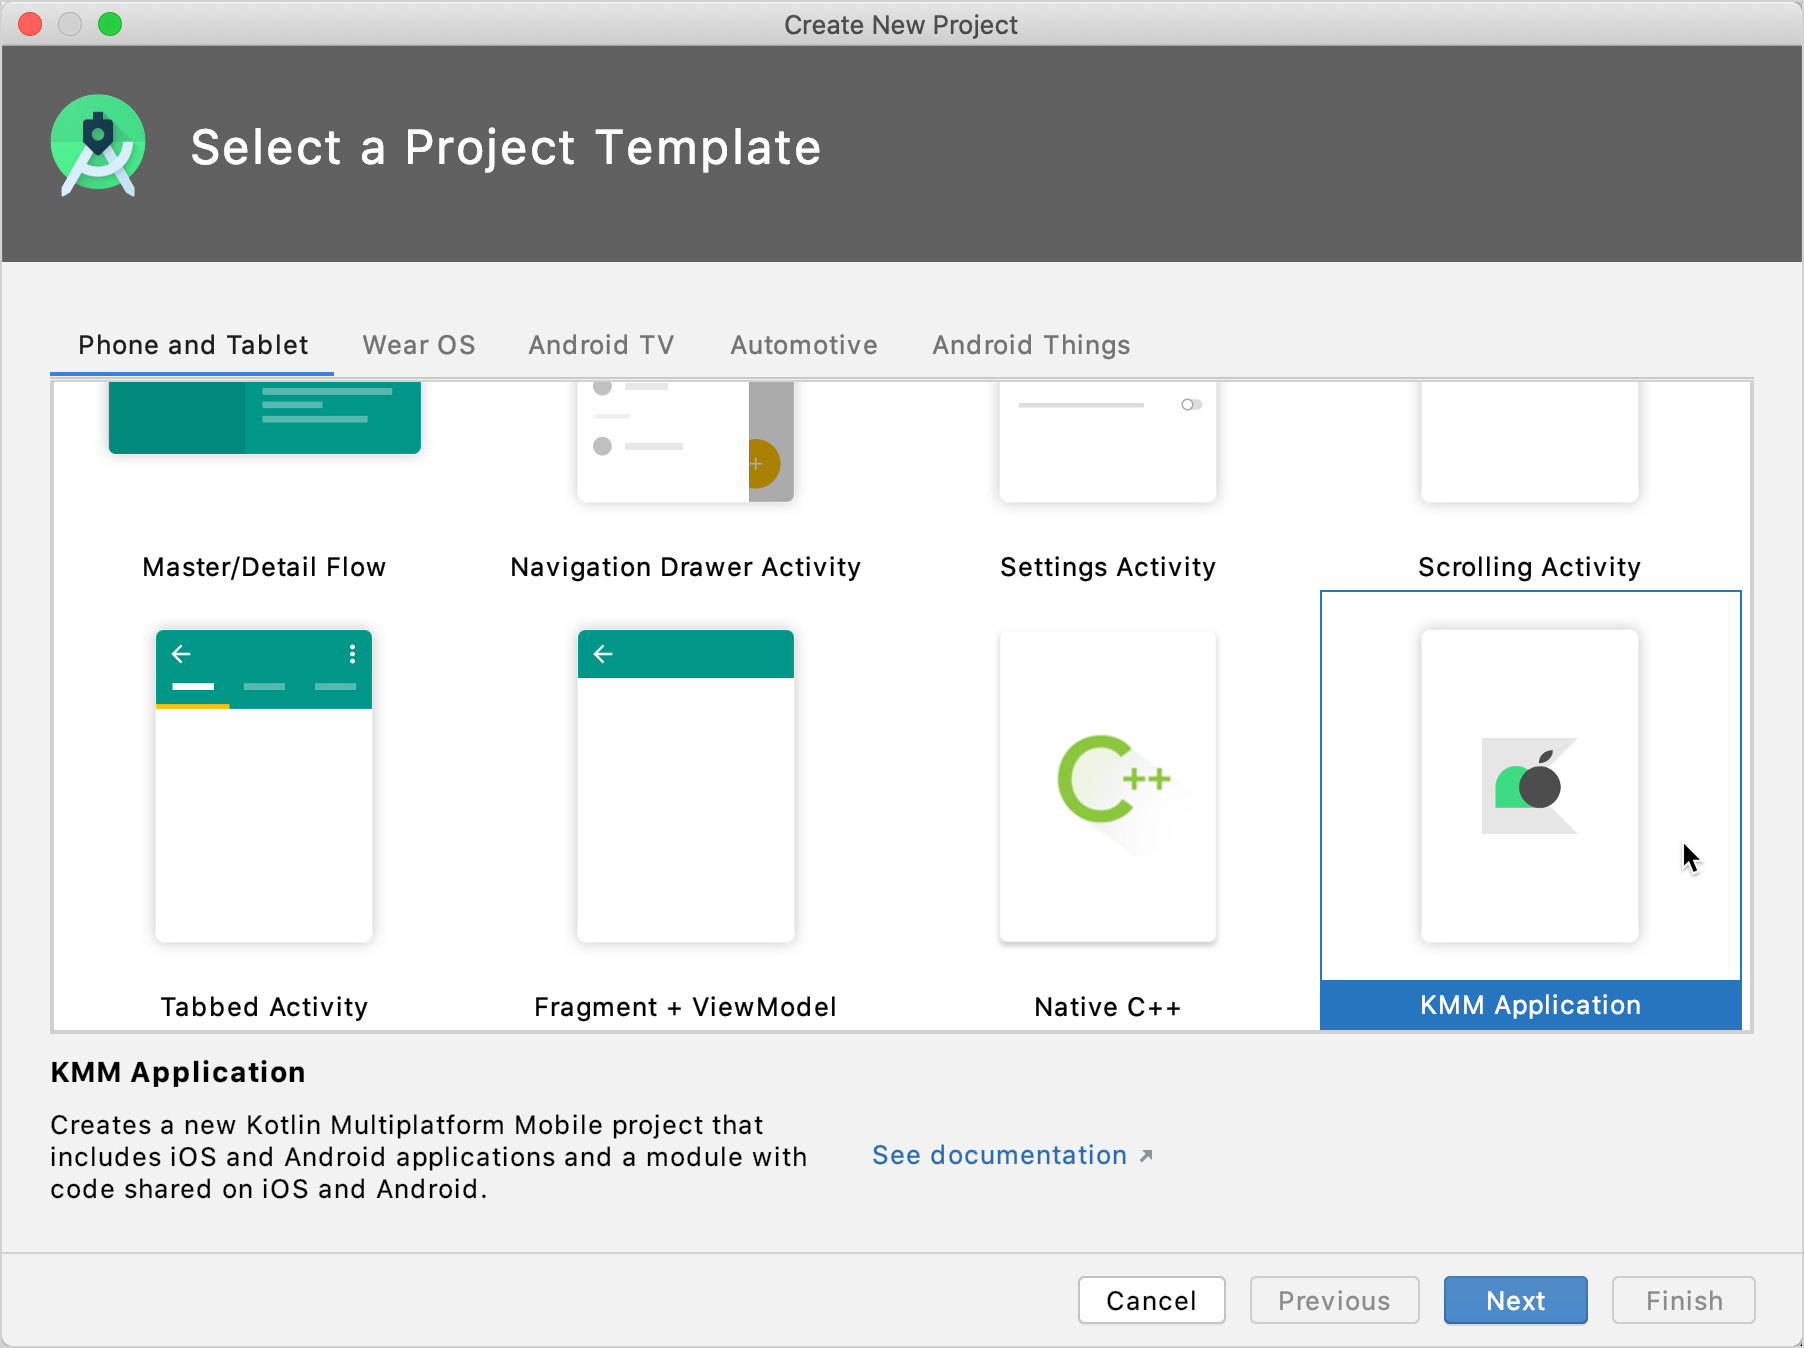 Create New Project
Select a Project Template
Phone and Tablet Wear OS Android TV Automotive Android Things
Master/Detail Flow Navigation Drawer Activity Settings Activity Scrolling Activity
C++
Tabbed Activity Fragment + ViewModel Native C++ KMM Application
KMM Application
Creates a new Kotlin Multiplatform Mobile project that
includes iOS and Android applications and a module with
code shared on iOS and Android.
See documentation
Cancel Previous Next Finish